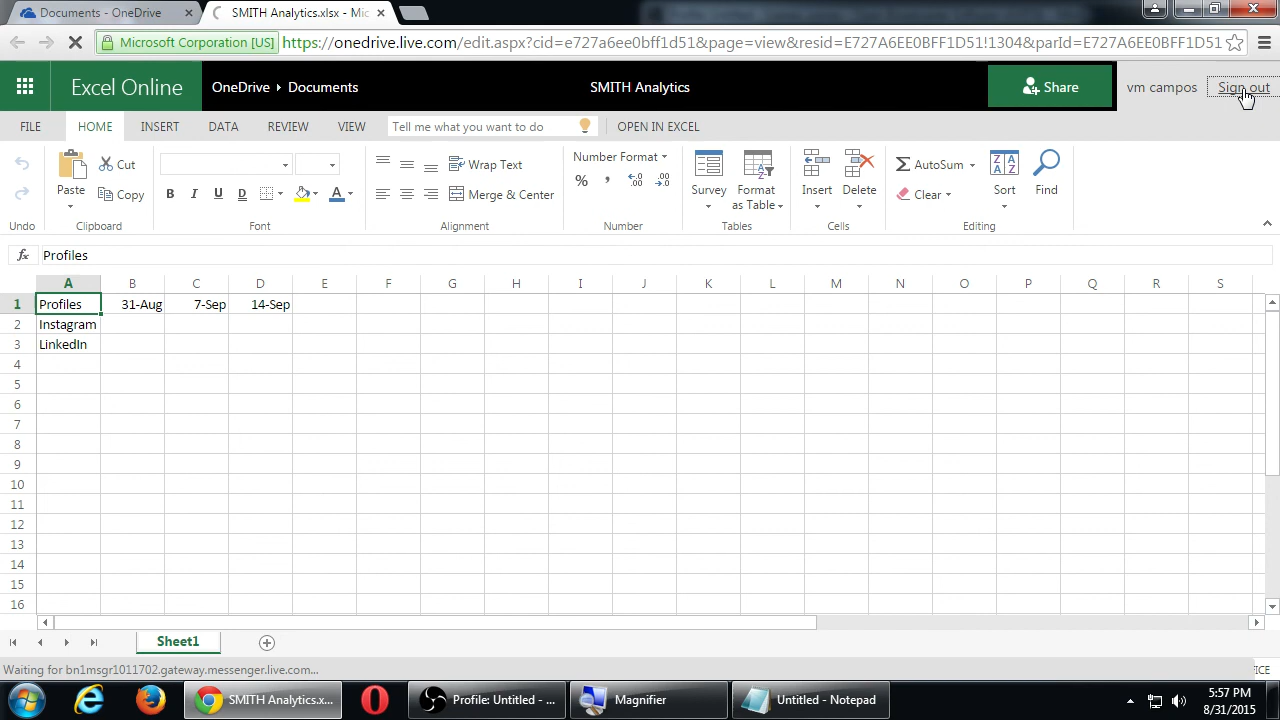 Documents - OneDrive
SMITH Analytics.xlsx - Mic
Microsoft Corporation [US]
https://onedrive.live.com/edit.aspx?cid=e727a6ee0bff1d51&page=view&resid=E727A6EE0BFF1D51!1304&parId=E727A6EE0BFF1D51
Excel Online
OneDrive
Documents
SMITH Analytics
Share
vm campos
Sign out
FILE
HOME
INSERT
DATA
REVIEW
VIEW
Tell me what you want to do
OPEN IN EXCEL
Paste
Cut
Copy
B I U D
A
Wrap Text
Merge & Center
Number Format
%
Survey
Format
as Table
Insert
Delete
AutoSum
Clear
Sort
Find
Undo
Clipboard
Font
Alignment
Number
Tables
Cells
Editing
fx
Profiles
A B C D E F G H I J K L M N O P Q R S
1 Profiles 31-Aug 7-Sep 14-Sep
2 Instagram
3 LinkedIn
4
5
6
7
8
9
10
11
12
13
14
15
16
Sheet1
Waiting for bn1msgr1011702.gateway.messenger.live.com...
ICE
SMITH Analytics.x...
Profile: Untitled - ...
Magnifier
Untitled - Notepad
5:57 PM
8/31/2015